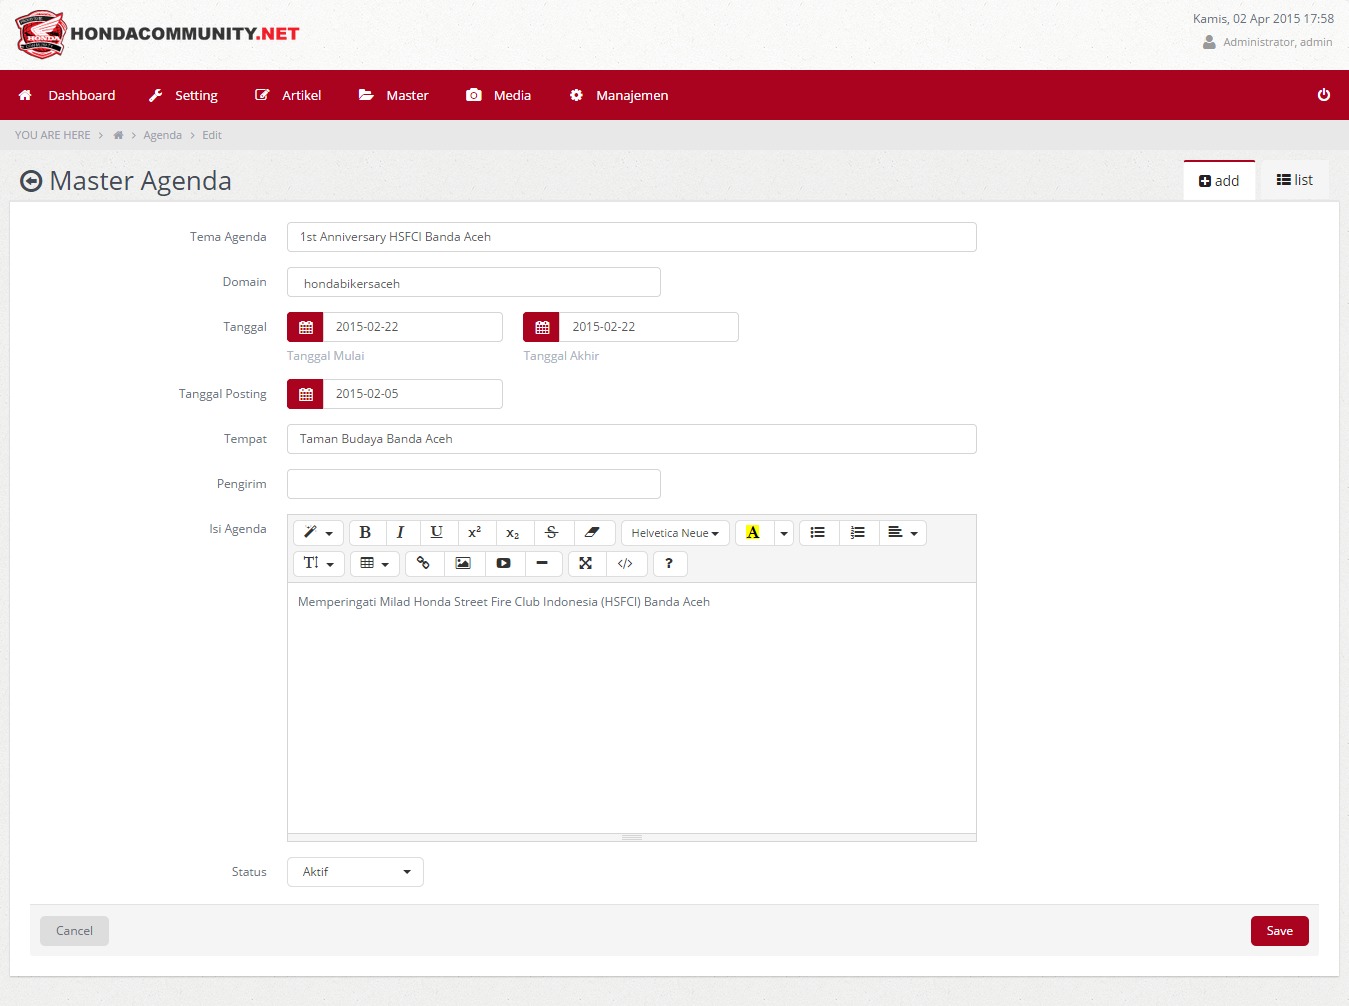 HONDACOMMUNITY.NET
Kamis, 02 Apr 2015 17:58
Administrator, admin
Dashboard Setting Artikel Master Media Manajemen
YOU ARE HERE > > Agenda > Edit
Master Agenda
add list
Tema Agenda 1st Anniversary HSFCI Banda Aceh
Domain hondabikersaceh
Tanggal 2015-02-22 2015-02-22
Tanggal Mulai Tanggal Akhir
Tanggal Posting 2015-02-05
Tempat Taman Budaya Banda Aceh
Pengirim
Isi Agenda
B I U x² x₂ S Helvetica Neue A
TI </> ?
Memperingati Milad Honda Street Fire Club Indonesia (HSFCI) Banda Aceh
Status Aktif
Cancel Save